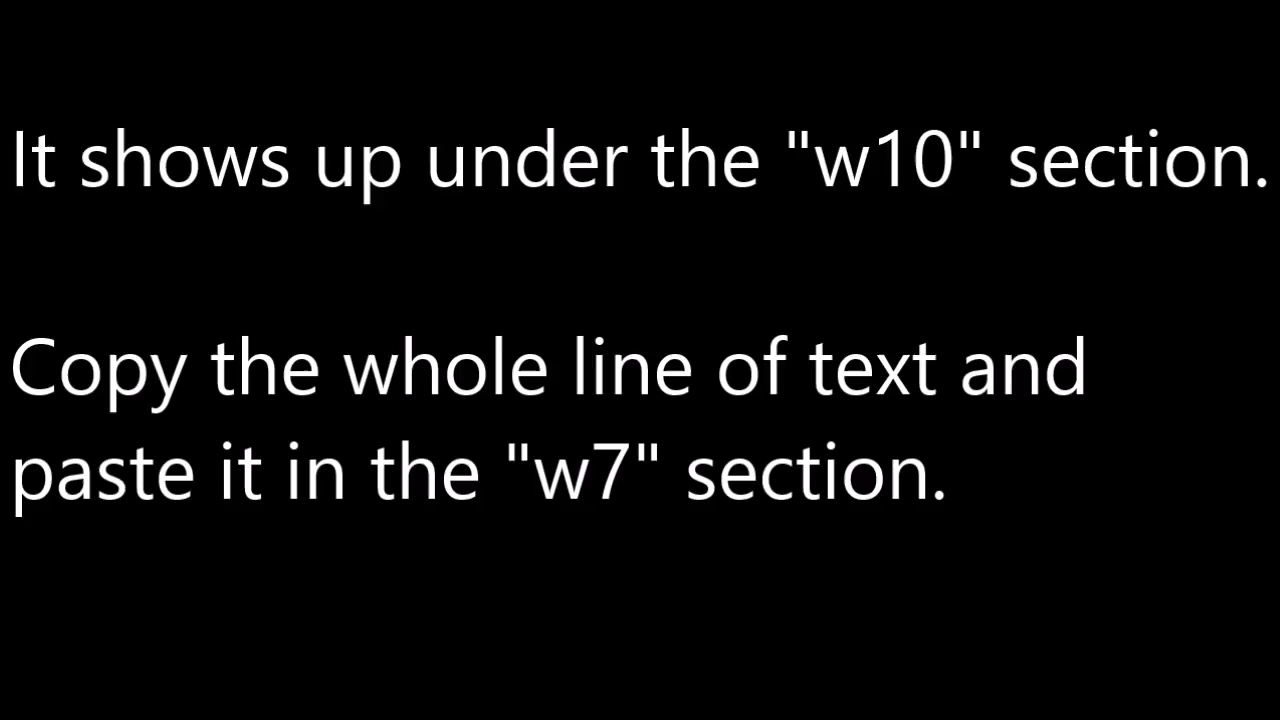 It shows up under the "w10" section.
Copy the whole line of text and
paste it in the "w7" section.